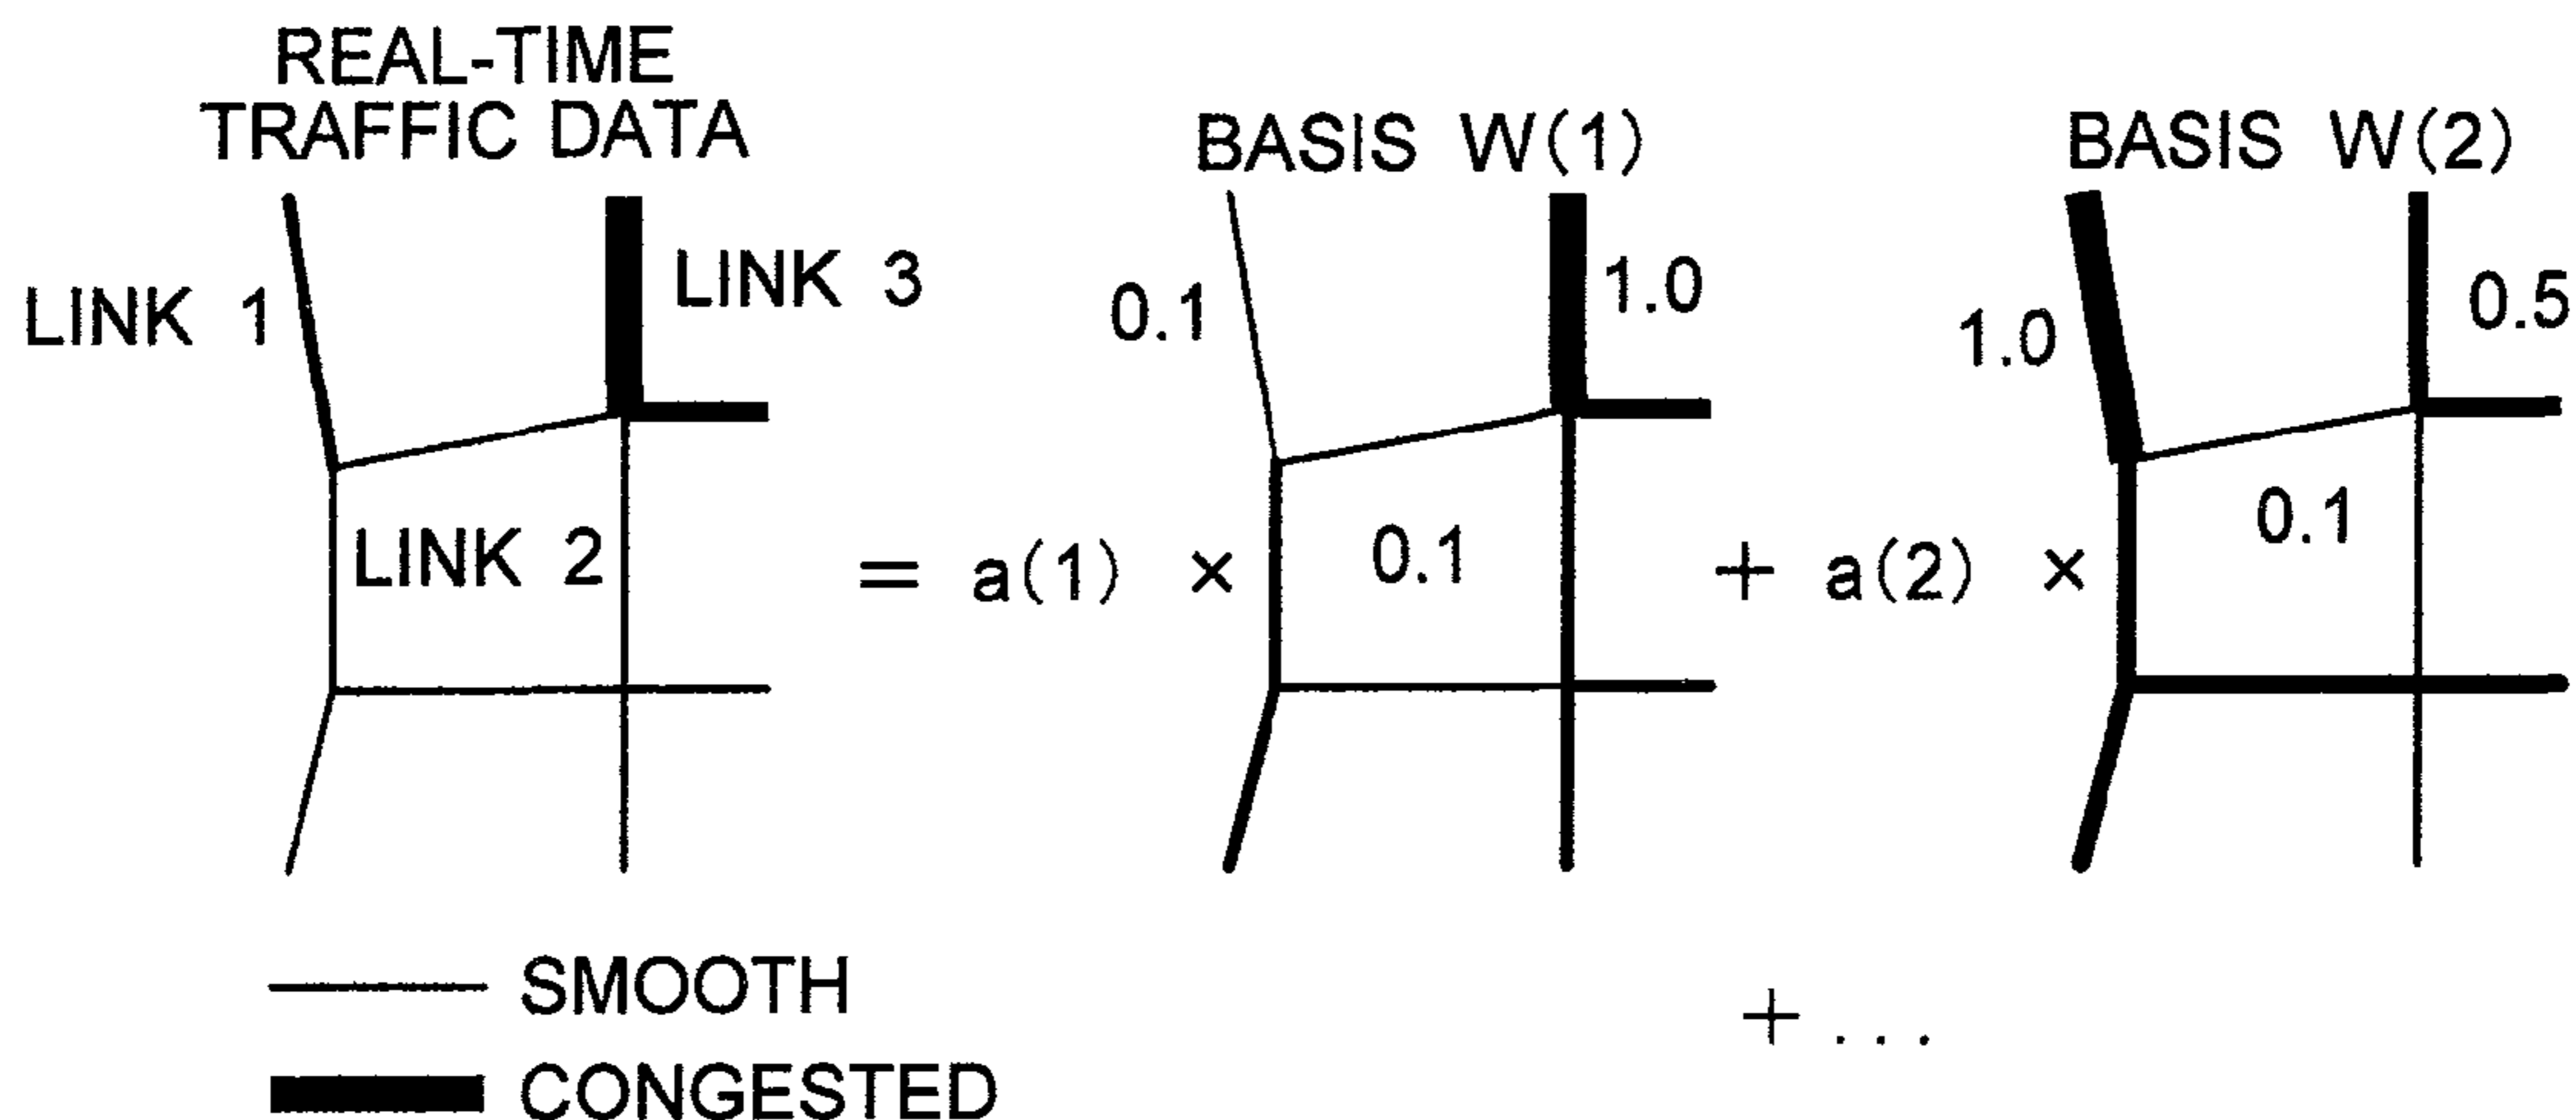 REAL-TIME
TRAFFIC DATA
BASIS W(1)
BASIS W(2)
LINK 1
LINK 3
0.1
1.0
1.0
0.5
LINK 2
= a(1) ×
0.1
+ a(2) ×
0.1
SMOOTH
+ ...
CONGESTED